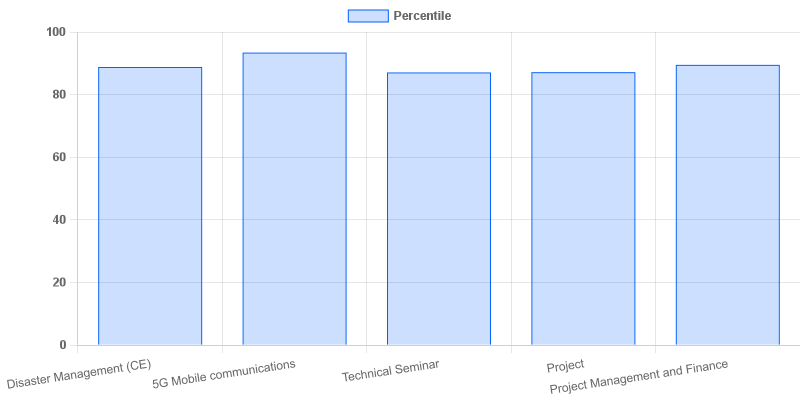 Percentile
100
80
60
40
20
0
Disaster Management (CE)
5G Mobile communications
Technical Seminar
Project
Project Management and Finance